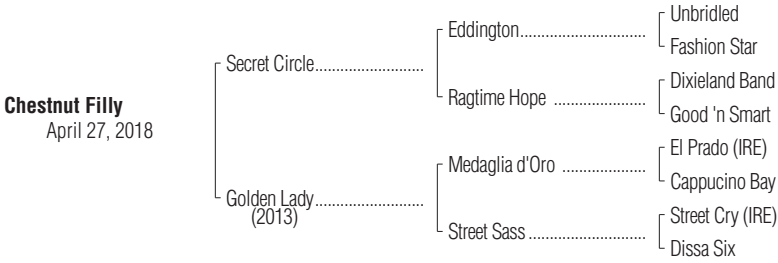 Unbridled
Eddington
Fashion Star
Secret Circle
Dixieland Band
Ragtime Hope
Good 'n Smart
Chestnut Filly
April 27, 2018
El Prado (IRE)
Medaglia d'Oro
Cappucino Bay
Golden Lady
(2013)
Street Cry (IRE)
Street Sass
Dissa Six